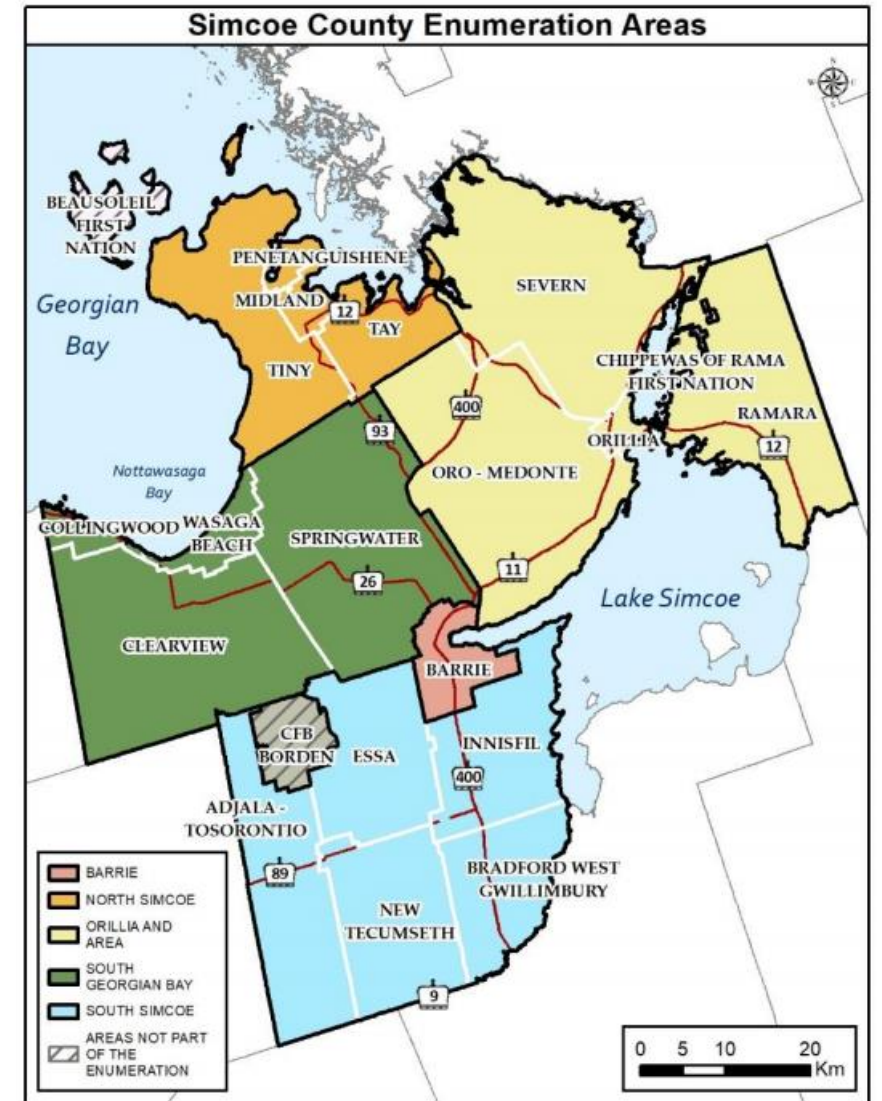 Simcoe County Enumeration Areas
N
W
E
S
BEAUSOLEIL
FIRST
NATION
PENETANGUISHENE
SEVERN
Georgian
Bay
MIDLAND
12
TAY
TINY
CHIPPEWAS OF RAMA
FIRST NATION
400
RAMARA
93
ORILLIA
12
Nottawasaga
Bay
ORO - MEDONTE
COLLINGWOOD
WASAGA
BEACH
SPRINGWATER
11
26
Lake Simcoe
CLEARVIEW
BARRIE
CFB
BORDEN
ESSA
INNISFIL
400
ADJALA -
TOSORONTIO
89
BRADFORD WEST
GWILLIMBURY
NEW
TECUMSETH
9
BARRIE
NORTH SIMCOE
ORILLIA AND
AREA
SOUTH
GEORGIAN BAY
SOUTH SIMCOE
AREAS NOT PART
OF THE
ENUMERATION
0 5 10 20
Km